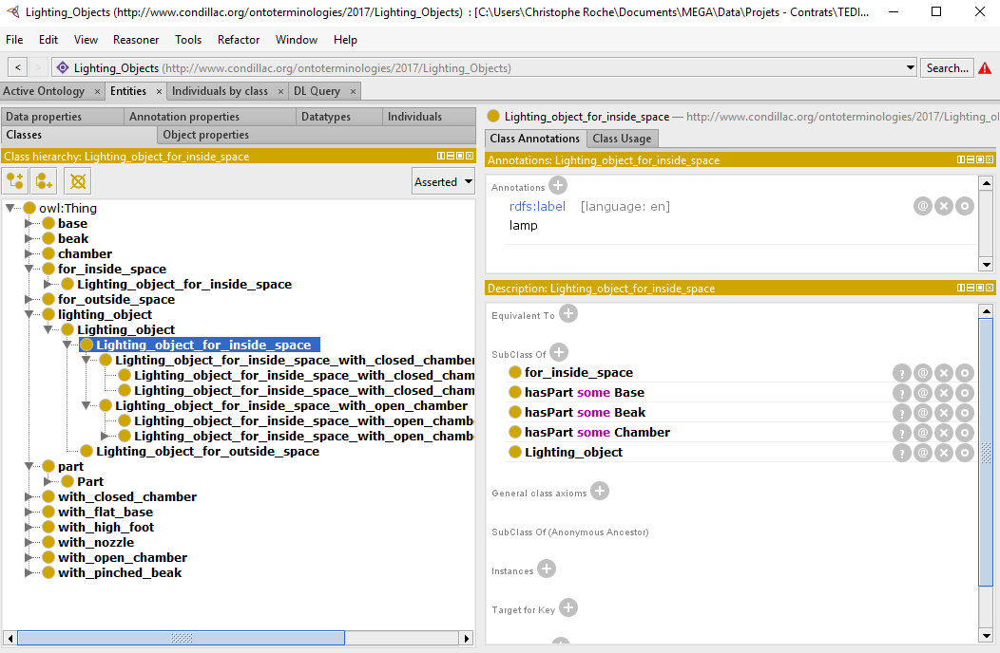 Lighting_Objects (http://www.condillac.org/ontoterminologies/2017/Lighting_Objects) : [C:\Users\Christophe Roche\Documents\MEGA\Data\Projets - Contrats\TEDI...
File Edit View Reasoner Tools Refactor Window Help
< > Lighting_Objects (http://www.condillac.org/ontoterminologies/2017/Lighting_Objects) Search...
Active Ontology × Entities × Individuals by class × DL Query ×
Data properties Annotation properties Datatypes Individuals
Classes Object properties
Class hierarchy: Lighting_object_for_inside_space
Asserted
owl:Thing
base
beak
chamber
for_inside_space
Lighting_object_for_inside_space
for_outside_space
lighting_object
Lighting_object
Lighting_object_for_inside_space
Lighting_object_for_inside_space_with_closed_chamber
Lighting_object_for_inside_space_with_closed_cham
Lighting_object_for_inside_space_with_closed_cham
Lighting_object_for_inside_space_with_open_chamber
Lighting_object_for_inside_space_with_open_chamb
Lighting_object_for_inside_space_with_open_chamb
Lighting_object_for_outside_space
part
Part
with_closed_chamber
with_flat_base
with_high_foot
with_nozzle
with_open_chamber
with_pinched_beak
Lighting_object_for_inside_space — http://www.condillac.org/ontoterminologies/2017/Lighting_ol
Class Annotations Class Usage
Annotations: Lighting_object_for_inside_space
Annotations +
rdfs:label [language: en] @
lamp
Description: Lighting_object_for_inside_space
Equivalent To +
SubClass Of +
for_inside_space ? @
hasPart some Base ? @
hasPart some Beak ? @
hasPart some Chamber ? @
Lighting_object ? @
General class axioms +
SubClass Of (Anonymous Ancestor)
Instances +
Target for Key +